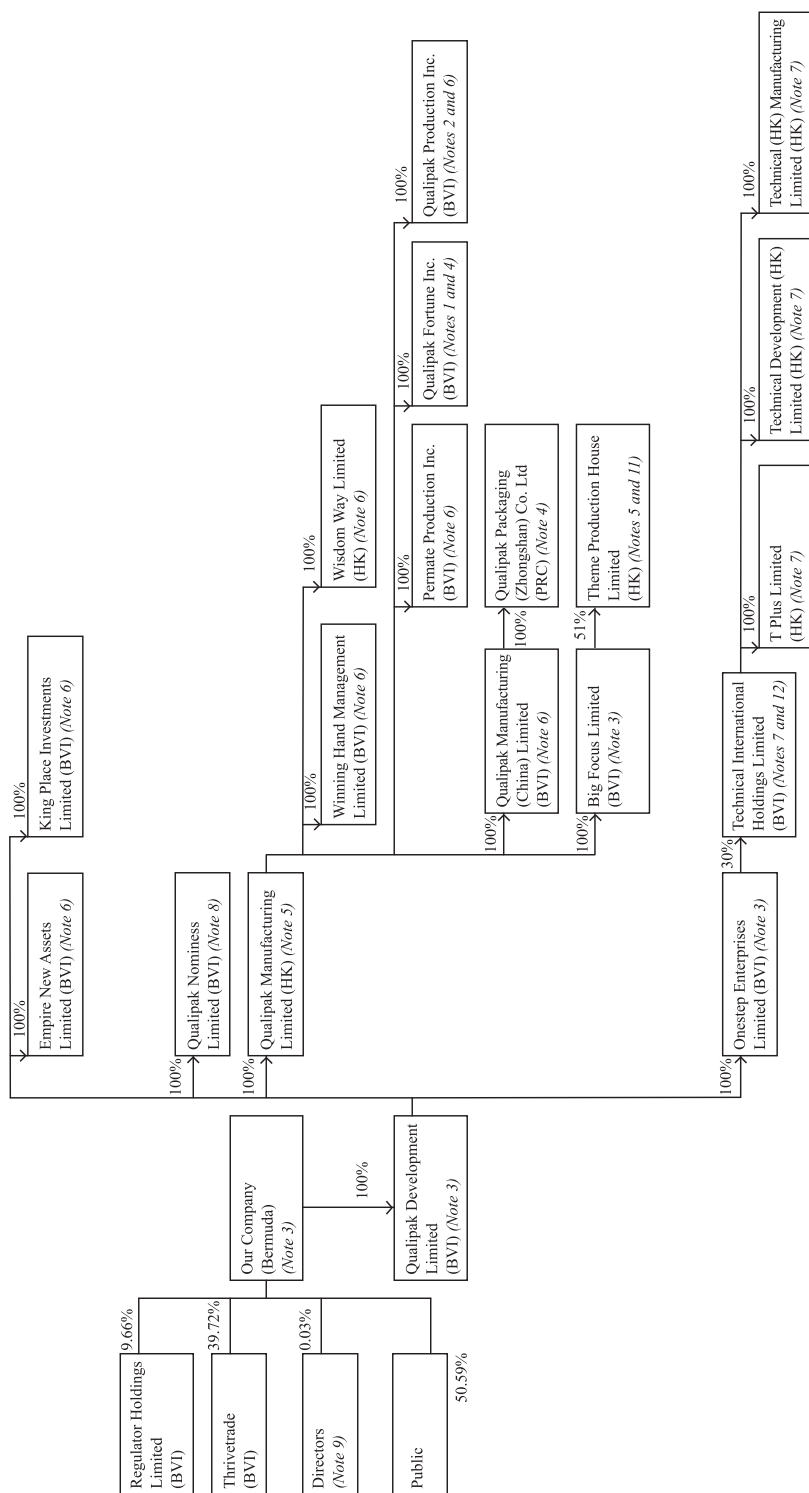 Regulator Holdings
Limited
(BVI)
9.66%
Thrivetrade
(BVI)
39.72%
Directors
(Note 9)
0.03%
Public
50.59%
Our Company
(Bermuda)
(Note 3)
100%
Qualipak Development
Limited
(BVI) (Note 3)
100%
Empire New Assets
Limited (BVI) (Note 6)
100%
King Place Investments
Limited (BVI) (Note 6)
100%
Qualipak Nominess
Limited (BVI) (Note 8)
100%
Qualipak Manufacturing
Limited (HK) (Note 5)
100%
Winning Hand Management
Limited (BVI) (Note 6)
100%
Wisdom Way Limited
(HK) (Note 6)
100%
Permate Production Inc.
(BVI) (Note 6)
100%
Qualipak Fortune Inc.
(BVI) (Notes 1 and 4)
100%
Qualipak Production Inc.
(BVI) (Notes 2 and 6)
100%
Qualipak Manufacturing
(China) Limited
(BVI) (Note 6)
100%
Qualipak Packaging
(Zhongshan) Co. Ltd
(PRC) (Note 4)
100%
Big Focus Limited
(BVI) (Note 3)
51%
Theme Production House
Limited
(HK) (Notes 5 and 11)
100%
Onestep Enterprises
Limited (BVI) (Note 3)
30%
Technical International
Holdings Limited
(BVI) (Notes 7 and 12)
100%
T Plus Limited
(HK) (Note 7)
100%
Technical Development (HK)
Limited (HK) (Note 7)
100%
Technical (HK) Manufacturing
Limited (HK) (Note 7)